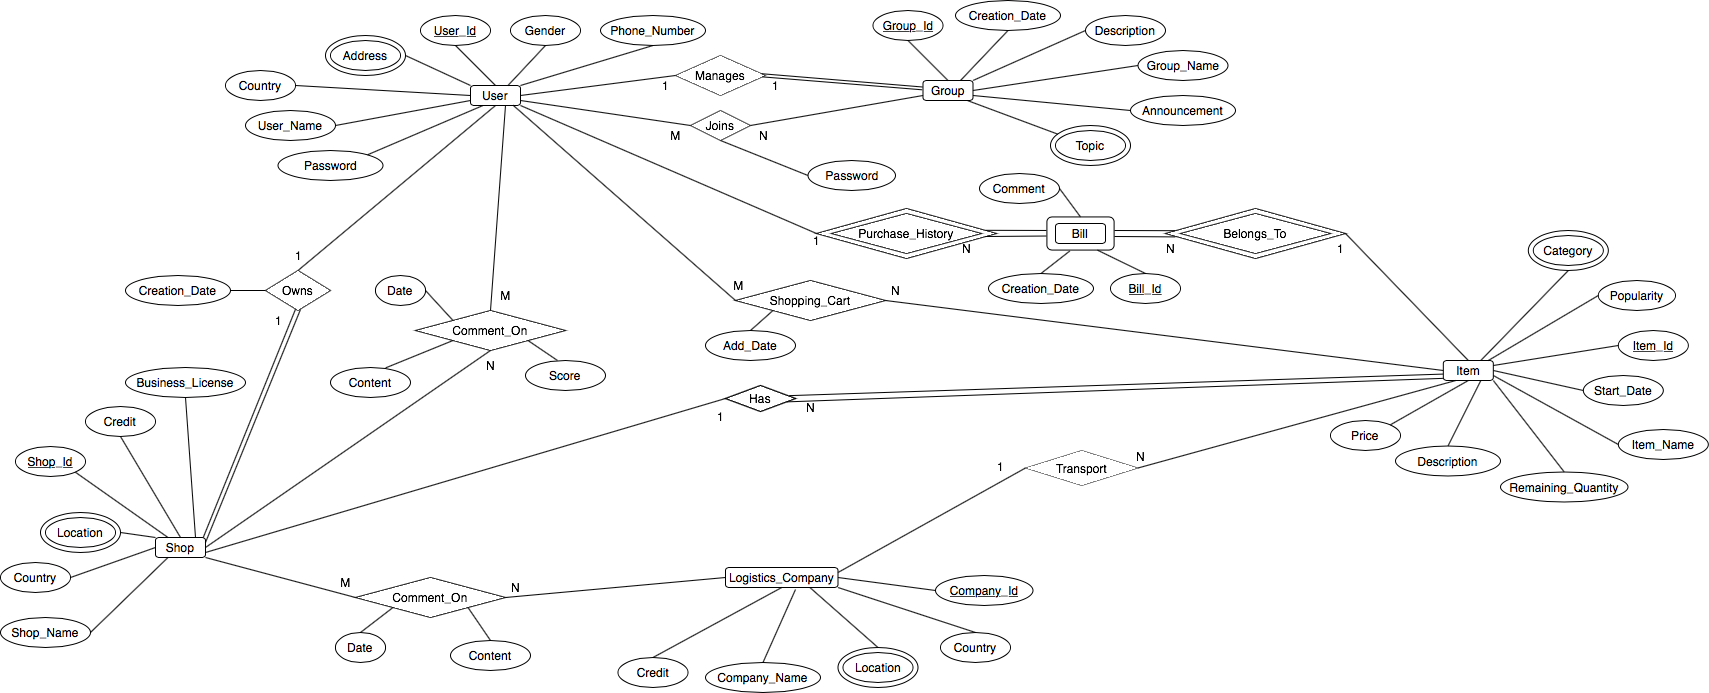 Creation_Date
User_Id
Gender
Phone_Number
Group_Id
Description
Address
Group_Name
Manages
Country
1
1
User
Group
Announcement
User_Name
Joins
M
N
Topic
Password
Password
Comment
Purchase_History
Bill
Belongs_To
1
N
N
1
Category
1
Creation_Date
Owns
Date
M
M
N
Creation_Date
Bill_Id
Popularity
Shopping_Cart
1
Comment_On
Add_Date
Item_Id
N
Item
Content
Score
Business_License
Start_Date
Has
1
N
Credit
Price
Item_Name
Shop_Id
1
Transport
N
Description
Remaining_Quantity
Location
Shop
Country
M
Comment_On
N
Logistics_Company
Company_Id
Shop_Name
Date
Content
Country
Credit
Company_Name
Location